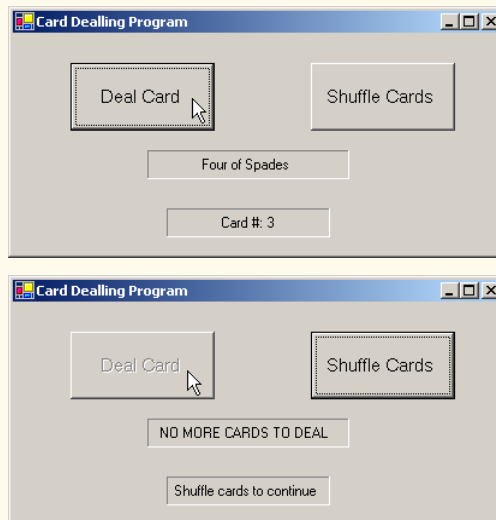 Card Dealling Program
Deal Card Shuffle Cards
Four of Spades
Card #: 3
Card Dealling Program
Deal Card Shuffle Cards
NO MORE CARDS TO DEAL
Shuffle cards to continue